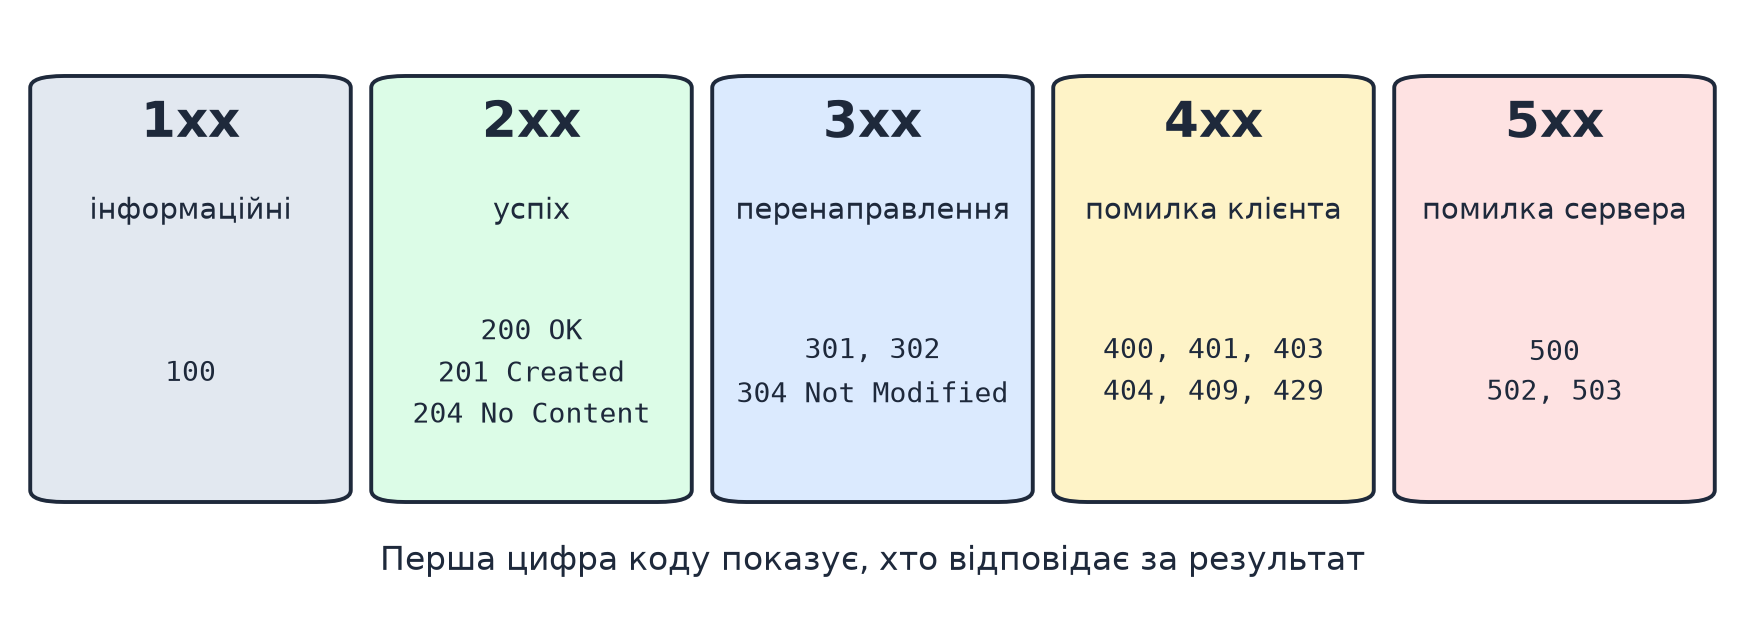 1xx
інформаційні
100
2xx
успіх
200 OK
201 Created
204 No Content
3xx
перенаправлення
301, 302
304 Not Modified
4xx
помилка клієнта
400, 401, 403
404, 409, 429
5xx
помилка сервера
500
502, 503
Перша цифра коду показує, хто відповідає за результат